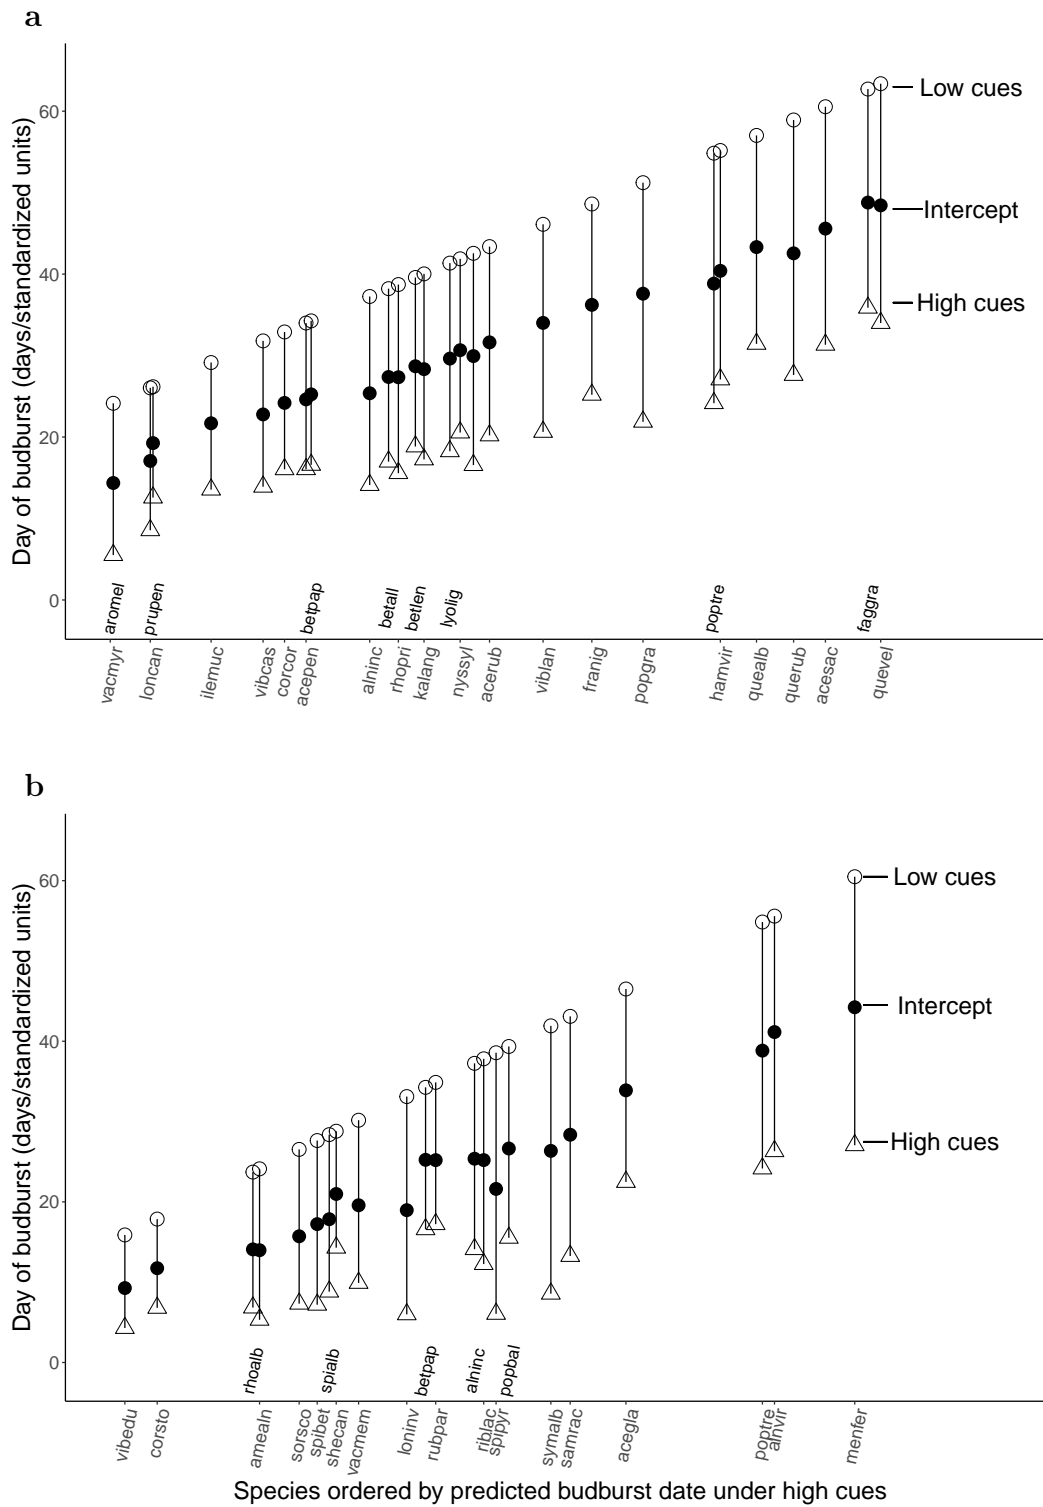 a
Day of budburst (days/standardized units)
60
40
20
0
Low cues
Intercept
High cues
aromel
prupen
betpap
betall
betlen
lyolig
poptre
faggra
vacmyr
loncan
ilemuc
vibcas
corcor
acepen
alninc
rhopri
kalang
nyssyl
acerub
viblan
franig
popgra
hamvir
quealb
querub
acesac
quevel
b
Day of budburst (days/standardized units)
60
40
20
0
Low cues
Intercept
High cues
rhoalb
spialb
betpap
alninc
popbal
vibedu
corsto
amealn
sorsco
spibet
shecan
vacmem
loninv
rubpar
riblac
spipyr
symalb
samrac
acegla
poptre
alnvir
menfer
Species ordered by predicted budburst date under high cues